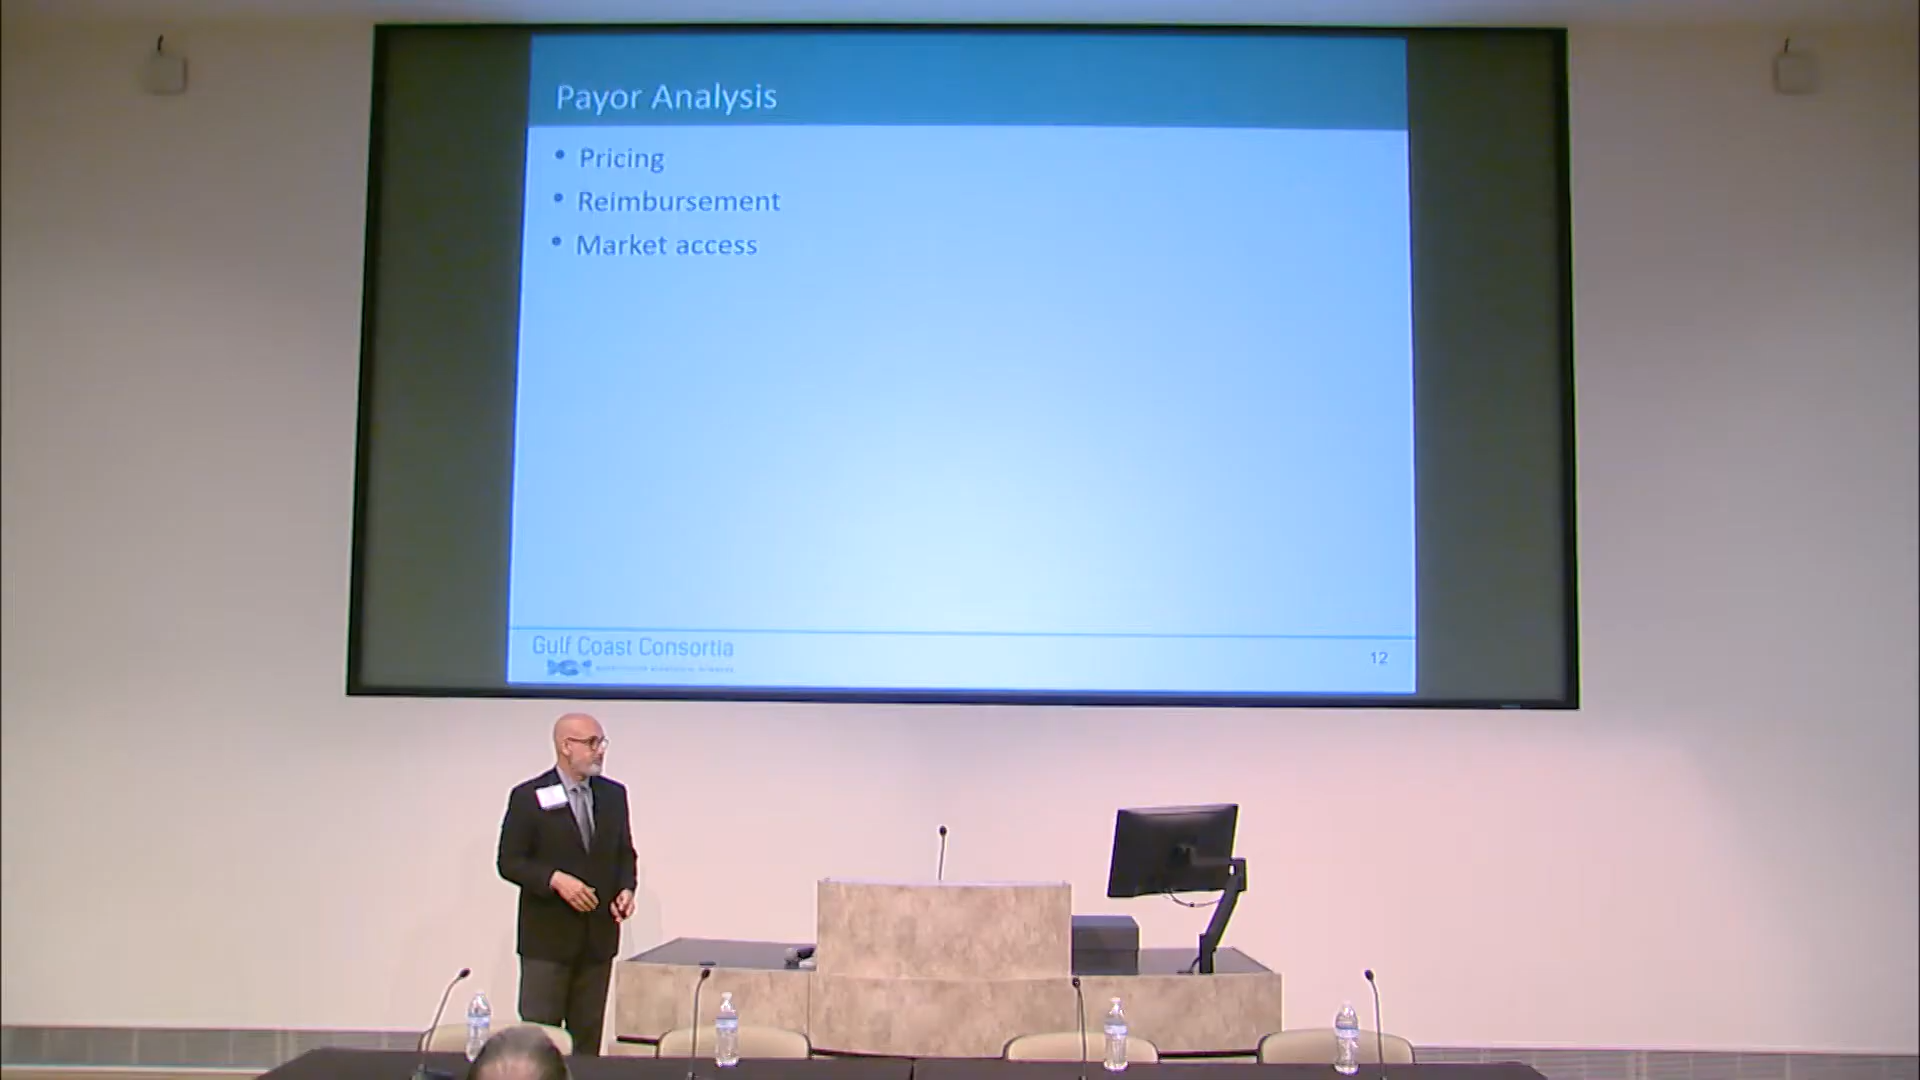 Payor Analysis
• Pricing
• Reimbursement
• Market access
Gulf Coast Consortia
12